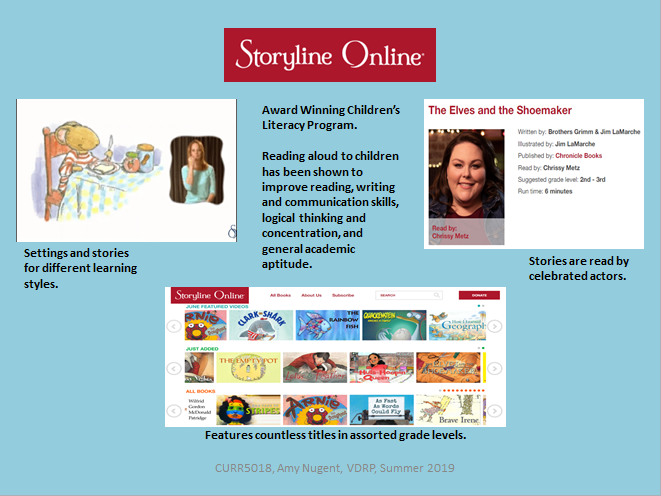 Storyline Online
Award Winning Children's
Literacy Program.
Reading aloud to children
has been shown to
improve reading, writing
and communication skills,
logical thinking and
concentration, and
general academic
aptitude.
Settings and stories
for different learning
styles.
The Elves and the Shoemaker
Written by: Brothers Grimm & Jim LaMarche
Illustrated by: Jim LaMarche
Published by: Chronicle Books
Read by: Chrissy Metz
Suggested grade level: 2nd - 3rd
Run time: 6 minutes
Read by:
Chrissy Metz
Stories are read by
celebrated actors.
Storyline Online
All Books About Us Subscribe SEARCH DONATE
JUNE FEATURED VIDEOS
ARNIE
CLARK the SHARK
THE RAINBOW FISH
QUACKENSTEIN
JUST ADDED
THE EMPTY POT
Hula-Hoopin' Queen
ALL BOOKS
Wilfrid
Gordon
McDonald
Partridge
STRIPES
ARNIE
As Fast As Words Could Fly
Brave Irene
Features countless titles in assorted grade levels.
CURR5018, Amy Nugent, VDRP, Summer 2019